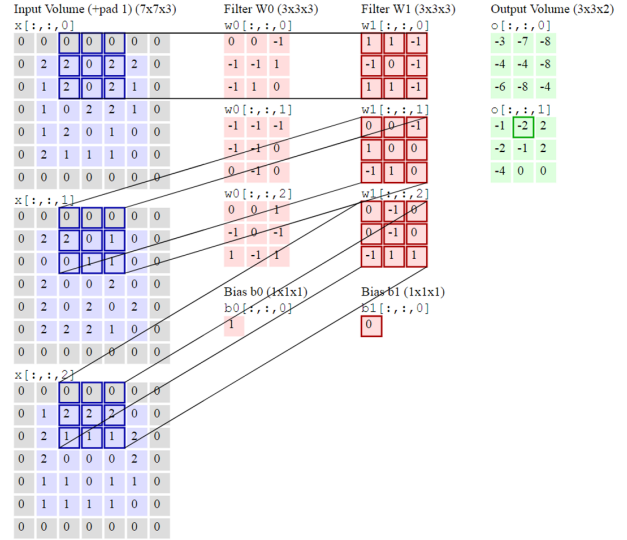 Input Volume (+pad 1) (7x7x3)
x[:,:,0]
0 0 0 0 0 0 0
0 2 2 0 2 2 0
0 1 2 0 2 1 0
0 1 0 2 2 1 0
0 1 2 0 1 0 0
0 2 1 1 1 0 0
0 0 0 0 0 0 0
x[:,:,1]
0 0 0 0 0 0 0
0 2 2 0 1 0 0
0 0 0 1 1 0 0
0 2 0 0 2 0 0
0 2 0 2 0 2 0
0 2 2 2 1 0 0
0 0 0 0 0 0 0
x[:,:,2]
0 0 0 0 0 0 0
0 1 2 2 2 0 0
0 2 1 1 1 2 0
0 2 0 0 0 2 0
0 1 1 0 1 1 0
0 1 1 1 1 0 0
0 0 0 0 0 0 0
Filter W0 (3x3x3)
w0[:,:,0]
0 0 -1
-1 -1 1
-1 1 0
w0[:,:,1]
-1 -1 -1
-1 -1 0
0 -1 0
w0[:,:,2]
0 0 1
-1 0 -1
1 -1 1
Bias b0 (1x1x1)
b0[:,:,0]
1
Filter W1 (3x3x3)
w1[:,:,0]
1 1 -1
-1 0 -1
1 1 -1
w1[:,:,1]
0 0 -1
1 0 0
-1 1 0
w1[:,:,2]
0 -1 0
0 -1 0
-1 1 1
Bias b1 (1x1x1)
b1[:,:,0]
0
Output Volume (3x3x2)
o[:,:,0]
-3 -7 -8
-4 -4 -8
-6 -8 -4
o[:,:,1]
-1 -2 2
-2 -1 2
-4 0 0